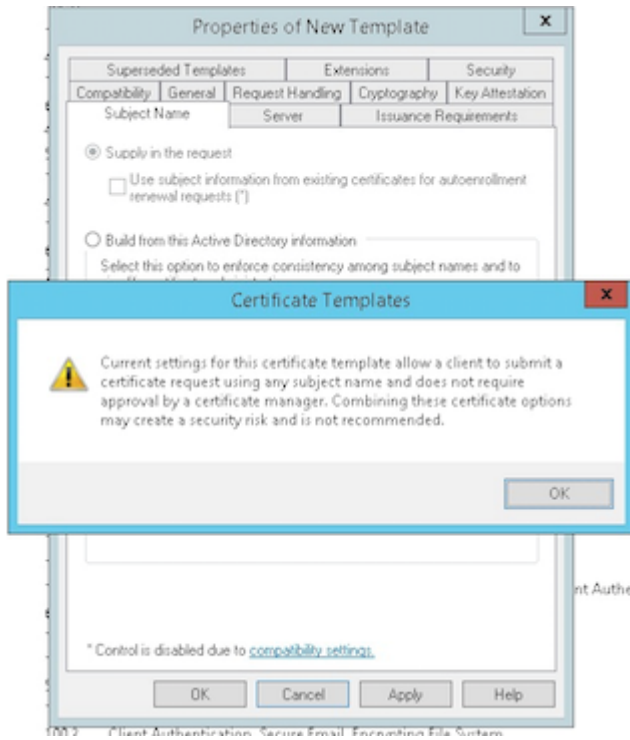 Properties of New Template
x
Superseded Templates Extensions Security
Compatibility General Request Handling Cryptography Key Attestation
Subject Name Server Issuance Requirements
Supply in the request
Use subject information from existing certificates for autoenrollment
renewal requests (*)
Build from this Active Directory information
Select this option to enforce consistency among subject names and to
Certificate Templates
x
Current settings for this certificate template allow a client to submit a
certificate request using any subject name and does not require
approval by a certificate manager. Combining these certificate options
may create a security risk and is not recommended.
OK
nt Authe
* Control is disabled due to compatibility settings.
OK Cancel Apply Help
100.3 Client Authentication, Secure Email, Encrypting File System